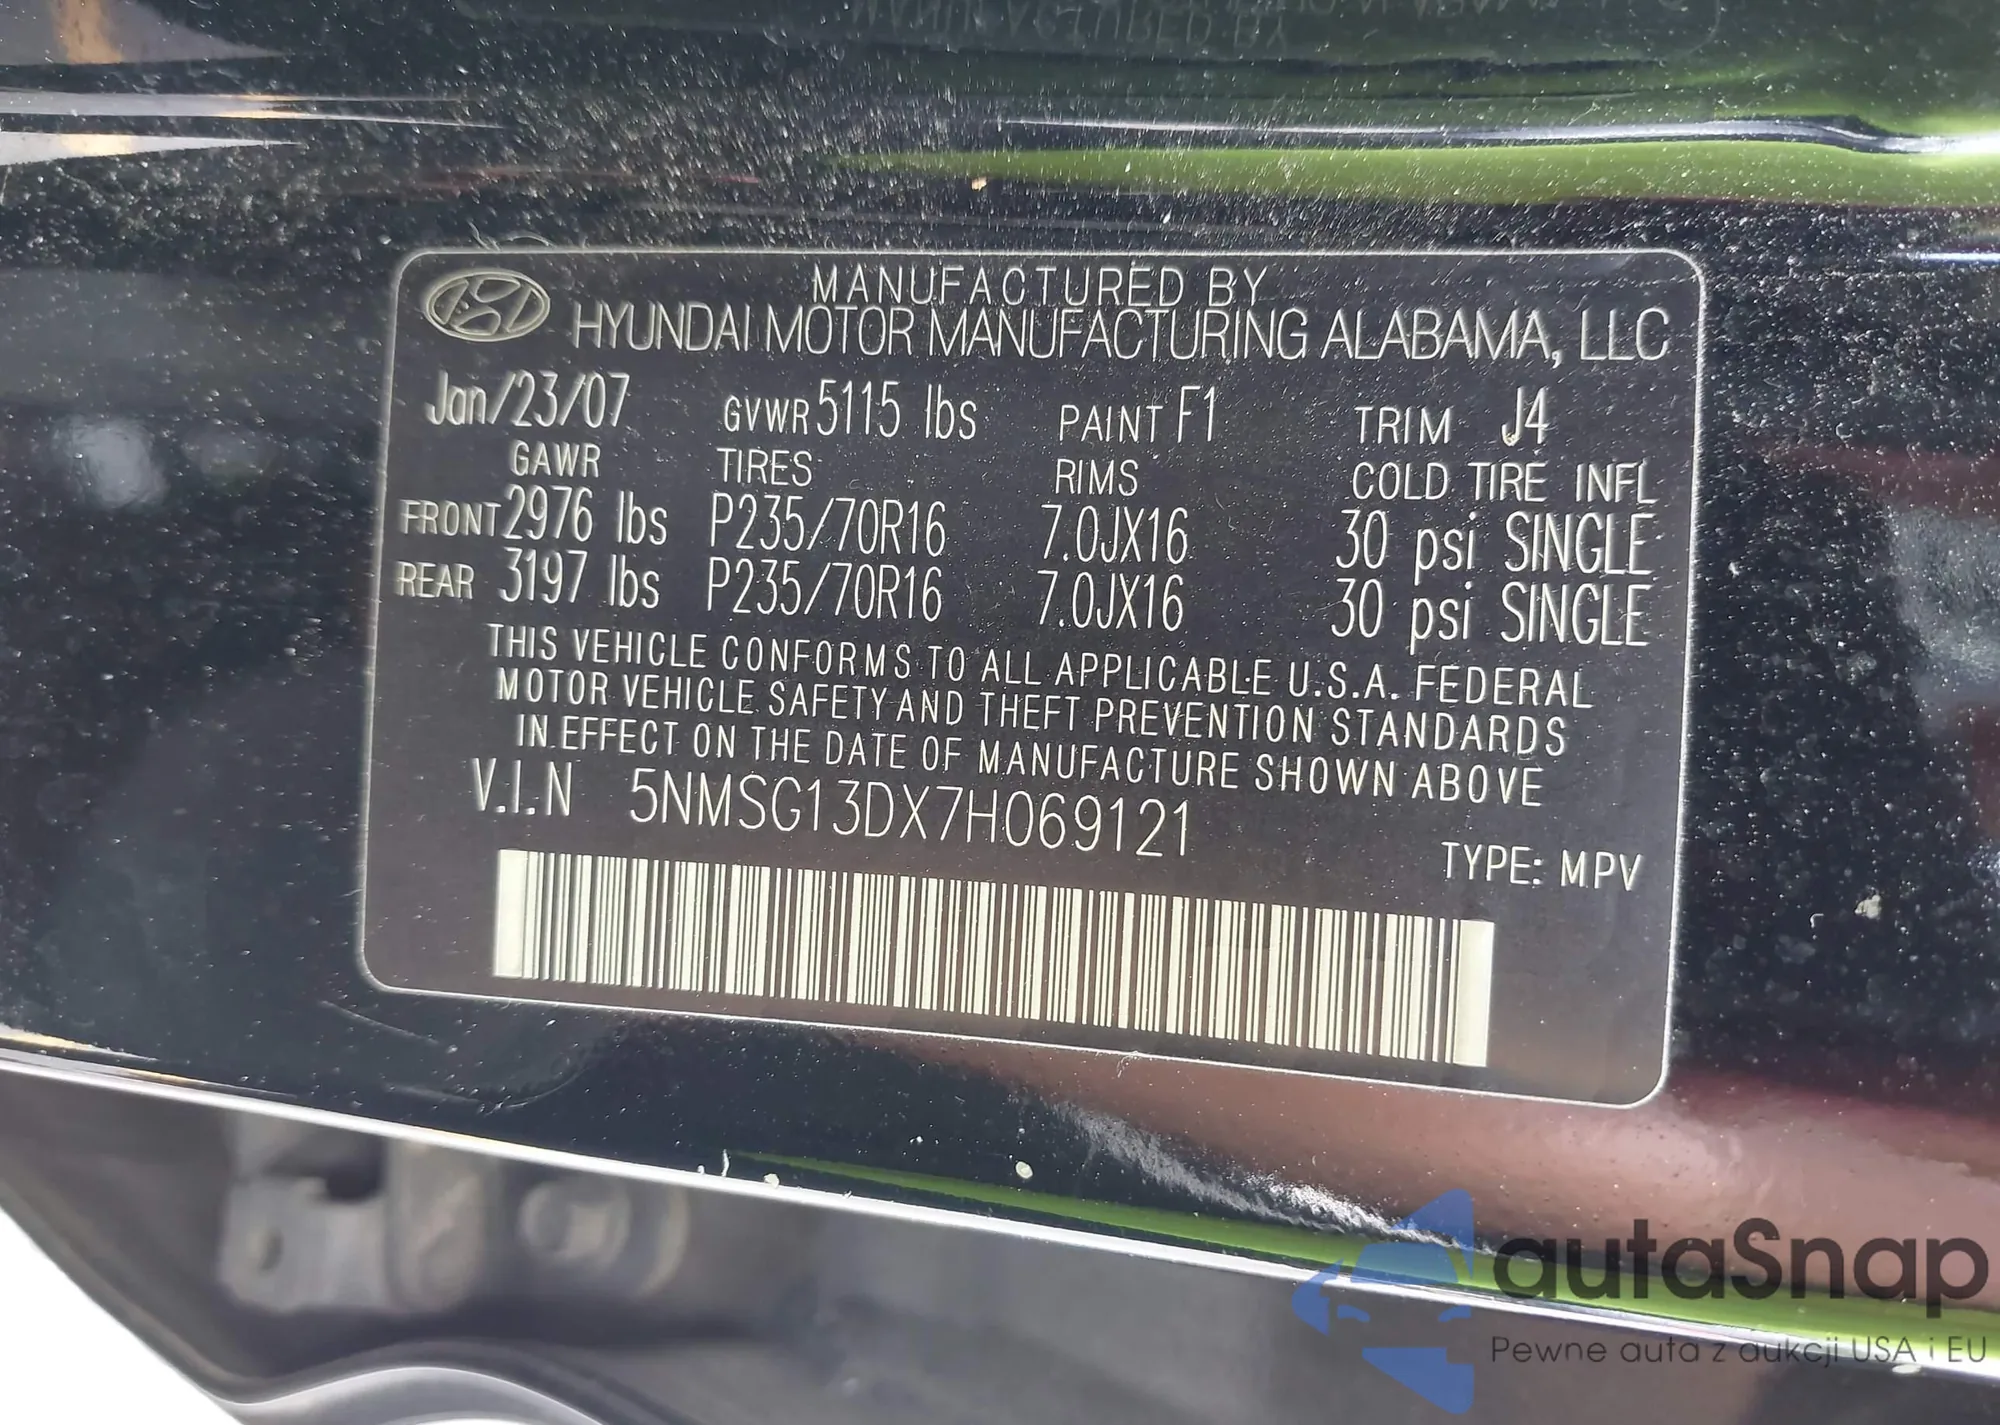 MANUFACTURED BY
HYUNDAI MOTOR MANUFACTURING ALABAMA, LLC
Jan/23/07 GVWR 5115 lbs PAINT F1 TRIM J4
GAWR TIRES RIMS COLD TIRE INFL
FRONT 2976 lbs P235/70R16 7.0JX16 30 psi SINGLE
REAR 3197 lbs P235/70R16 7.0JX16 30 psi SINGLE
THIS VEHICLE CONFORMS TO ALL APPLICABLE U.S.A. FEDERAL
MOTOR VEHICLE SAFETY AND THEFT PREVENTION STANDARDS
IN EFFECT ON THE DATE OF MANUFACTURE SHOWN ABOVE
V.I.N 5NMSG13DX7H069121
TYPE: MPV
autaSnap
Pewne auta z aukcji USA i EU